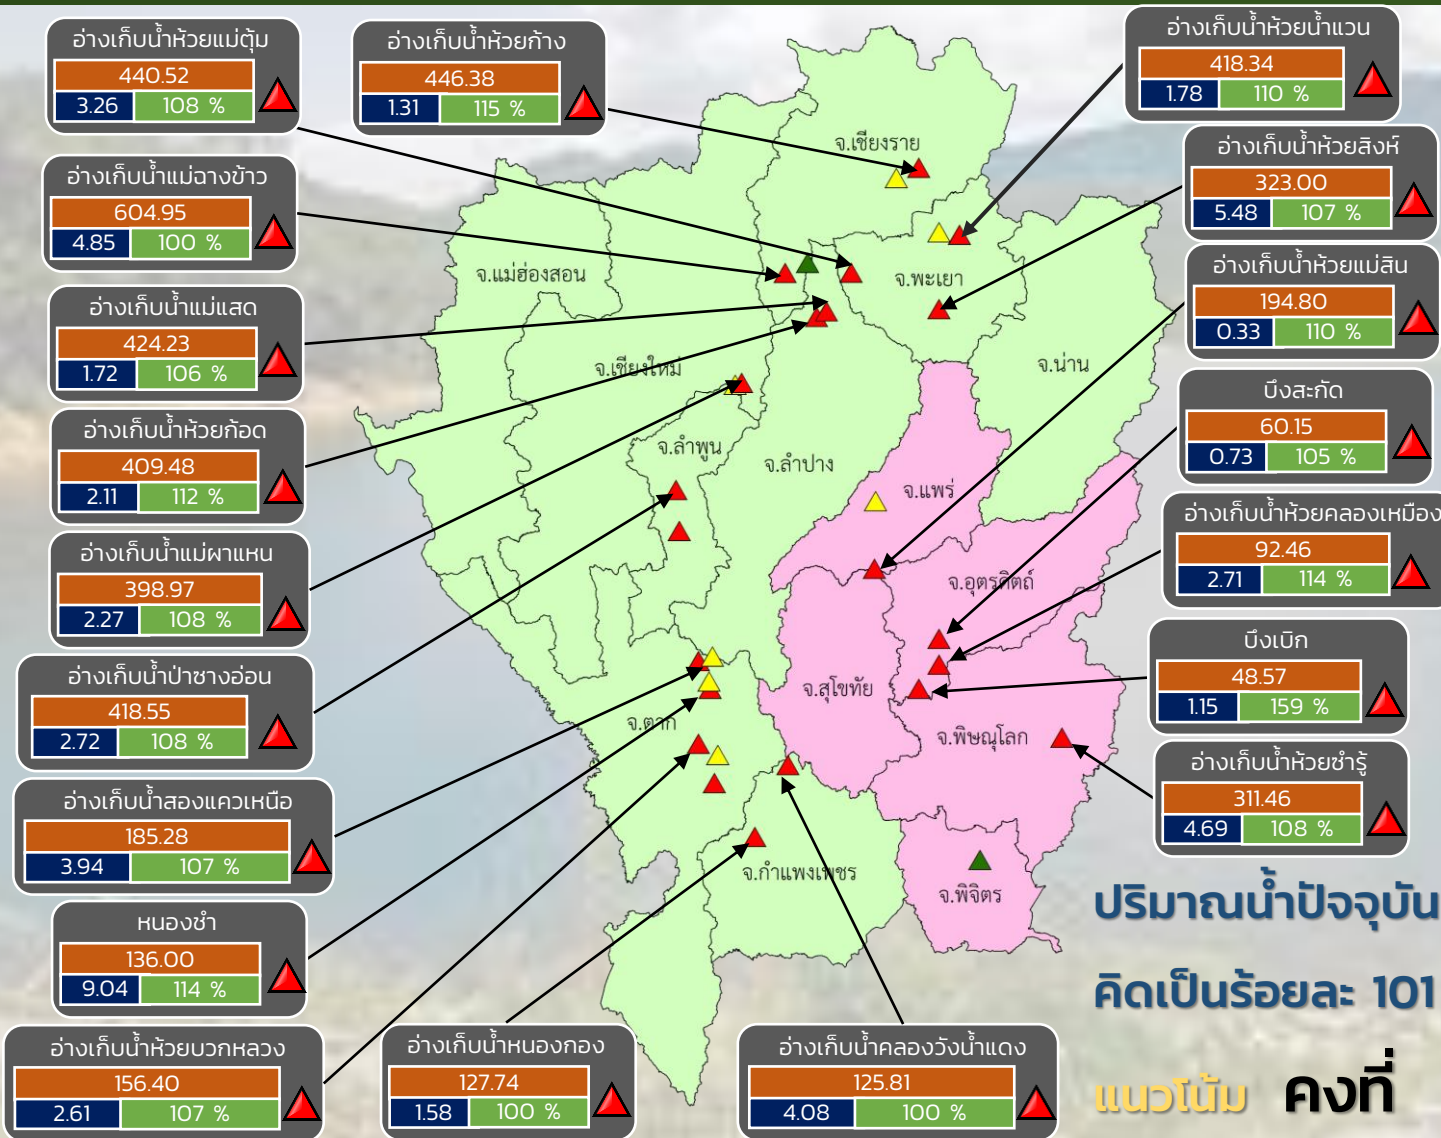 อ่างเก็บน้ำห้วยแม่ตุ้ม
440.52
3.26 108 %
อ่างเก็บน้ำห้วยก้าง
446.38
1.31 115 %
อ่างเก็บน้ำห้วยน้ำแวน
418.34
1.78 110 %
อ่างเก็บน้ำแม่ฉางข้าว
604.95
4.85 100 %
อ่างเก็บน้ำห้วยสิงห์
323.00
5.48 107 %
อ่างเก็บน้ำแม่แสด
424.23
1.72 106 %
อ่างเก็บน้ำห้วยแม่สิน
194.80
0.33 110 %
อ่างเก็บน้ำห้วยก้อด
409.48
2.11 112 %
บึงสะกัด
60.15
0.73 105 %
อ่างเก็บน้ำแม่ผาแหน
398.97
2.27 108 %
อ่างเก็บน้ำห้วยคลองเหมือง
92.46
2.71 114 %
อ่างเก็บน้ำป่าซางอ่อน
418.55
2.72 108 %
บึงเบิก
48.57
1.15 159 %
อ่างเก็บน้ำสองแควเหนือ
185.28
3.94 107 %
อ่างเก็บน้ำห้วยซำรู้
311.46
4.69 108 %
หนองชำ
136.00
9.04 114 %
อ่างเก็บน้ำห้วยบวกหลวง
156.40
2.61 107 %
อ่างเก็บน้ำหนองกอง
127.74
1.58 100 %
อ่างเก็บน้ำคลองวังน้ำแดง
125.81
4.08 100 %
จ.เชียงราย
จ.แม่ฮ่องสอน
จ.พะเยา
จ.เชียงใหม่
จ.น่าน
จ.ลำพูน
จ.ลำปาง
จ.แพร่
จ.อุตรดิตถ์
จ.สุโขทัย
จ.ตาก
จ.พิษณุโลก
จ.กำแพงเพชร
จ.พิจิตร
ปริมาณน้ำปัจจุบัน
คิดเป็นร้อยละ 101
แนวโน้ม คงที่